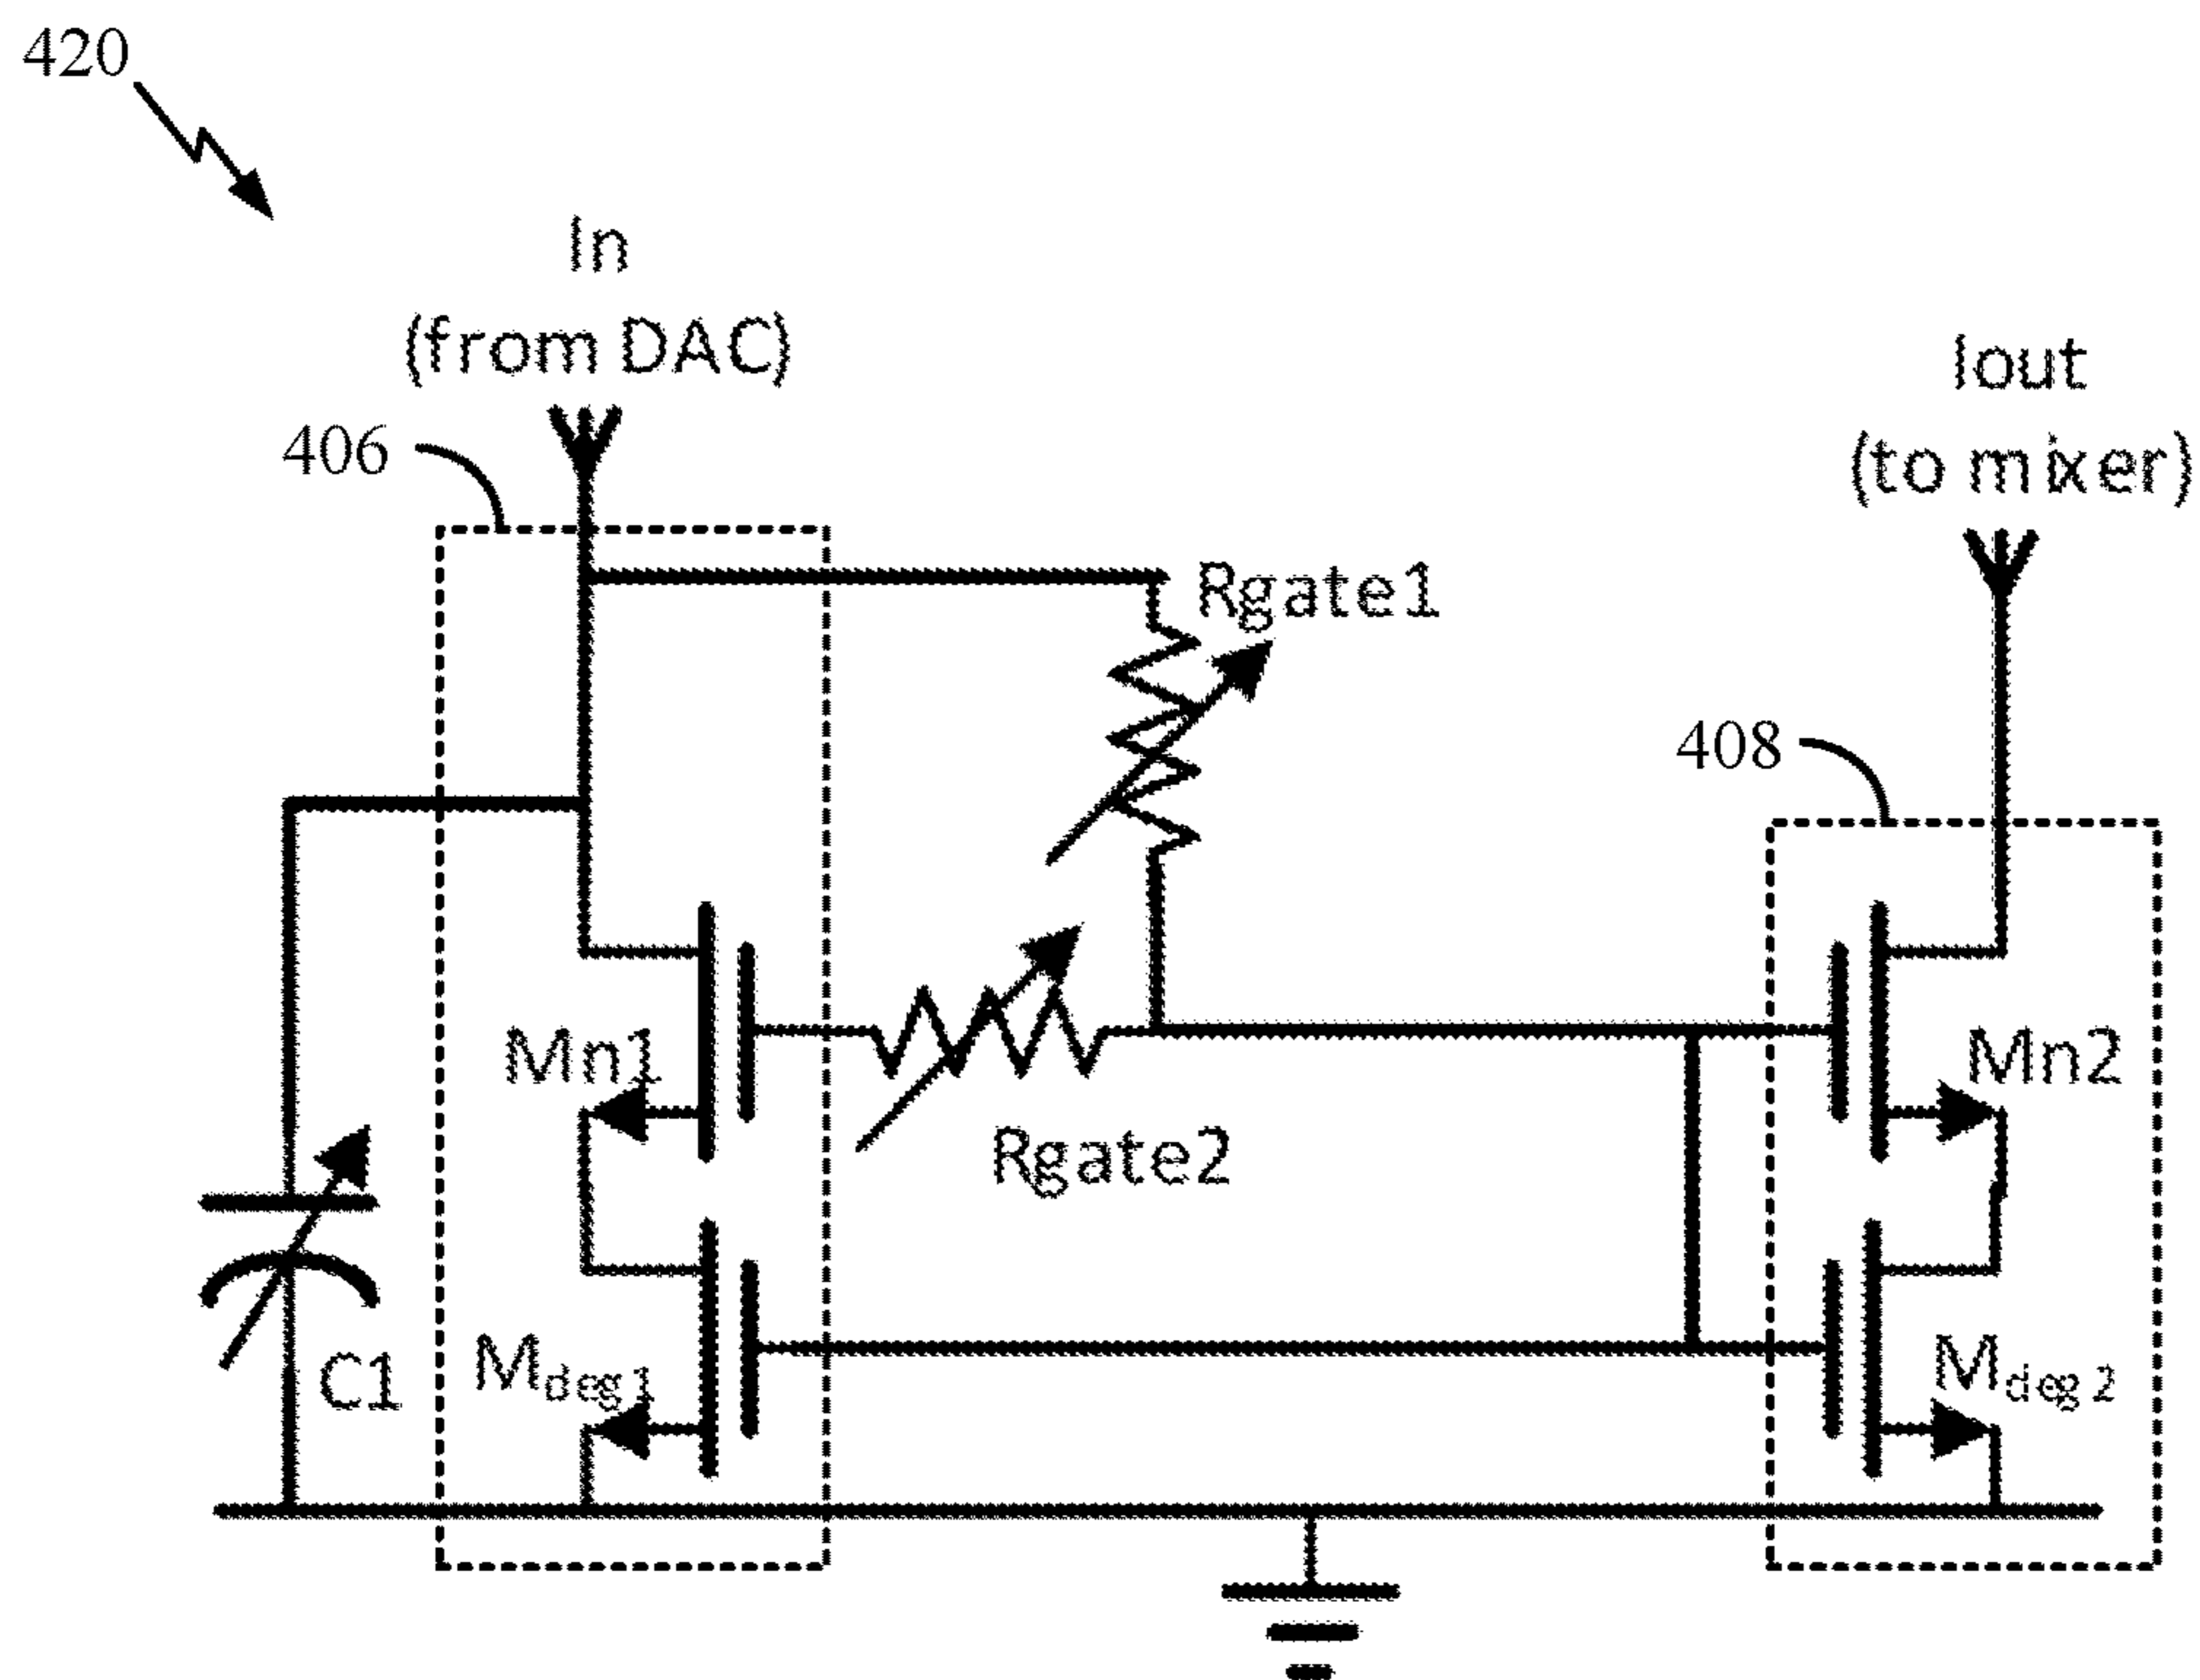 420
In
(from DAC)
406
Iout
(to mixer)
Rgate1
408
Mn1
Mn2
Rgate2
C1
Mdeg1
Mdeg2